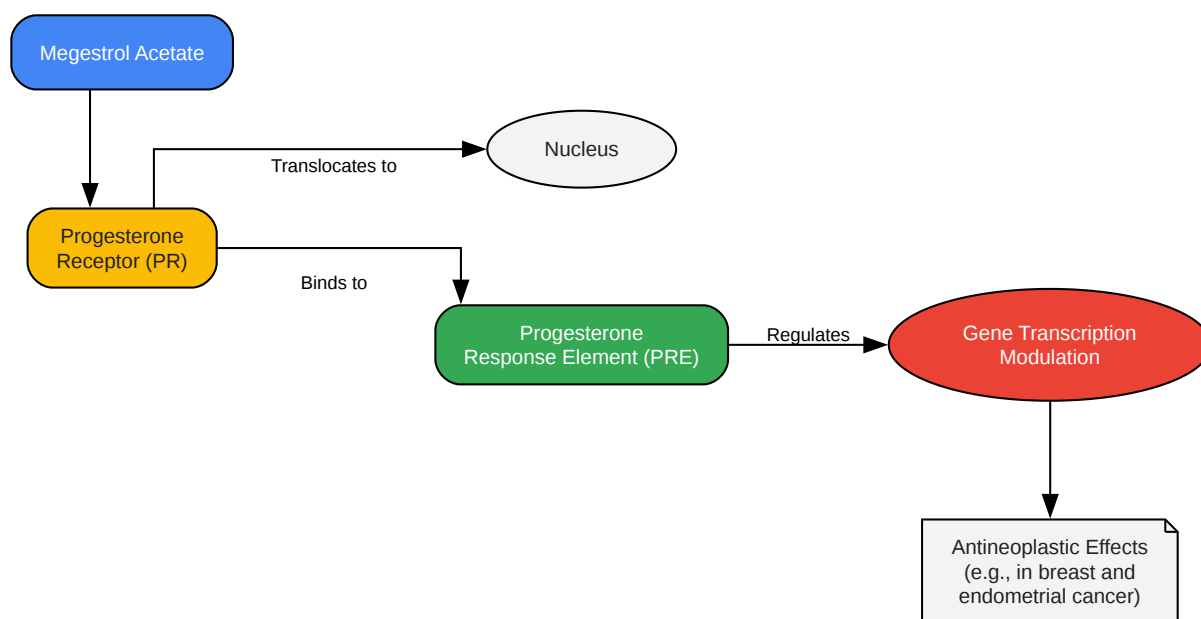 Megestrol Acetate
Nucleus
Translocates to
Progesterone
Receptor (PR)
Binds to
Progesterone
Response Element (PRE)
Regulates
Gene Transcription
Modulation
Antineoplastic Effects
(e.g., in breast and
endometrial cancer)